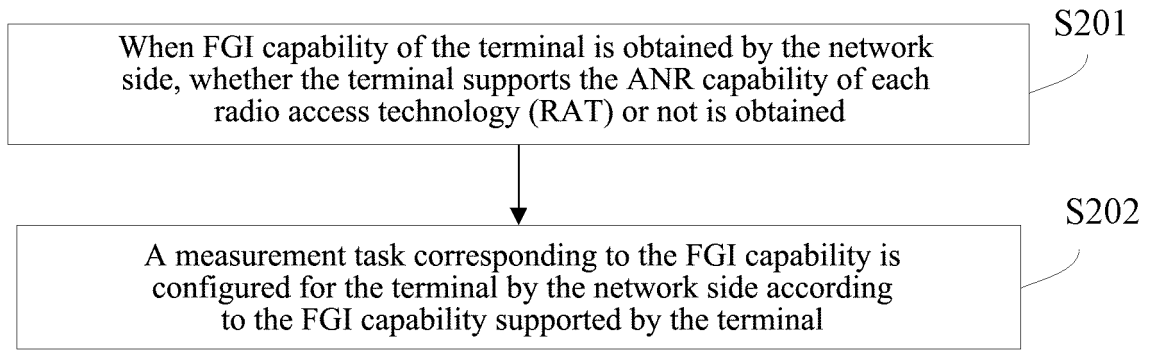 S201
When FGI capability of the terminal is obtained by the network
side, whether the terminal supports the ANR capability of each
radio access technology (RAT) or not is obtained
S202
A measurement task corresponding to the FGI capability is
configured for the terminal by the network side according
to the FGI capability supported by the terminal